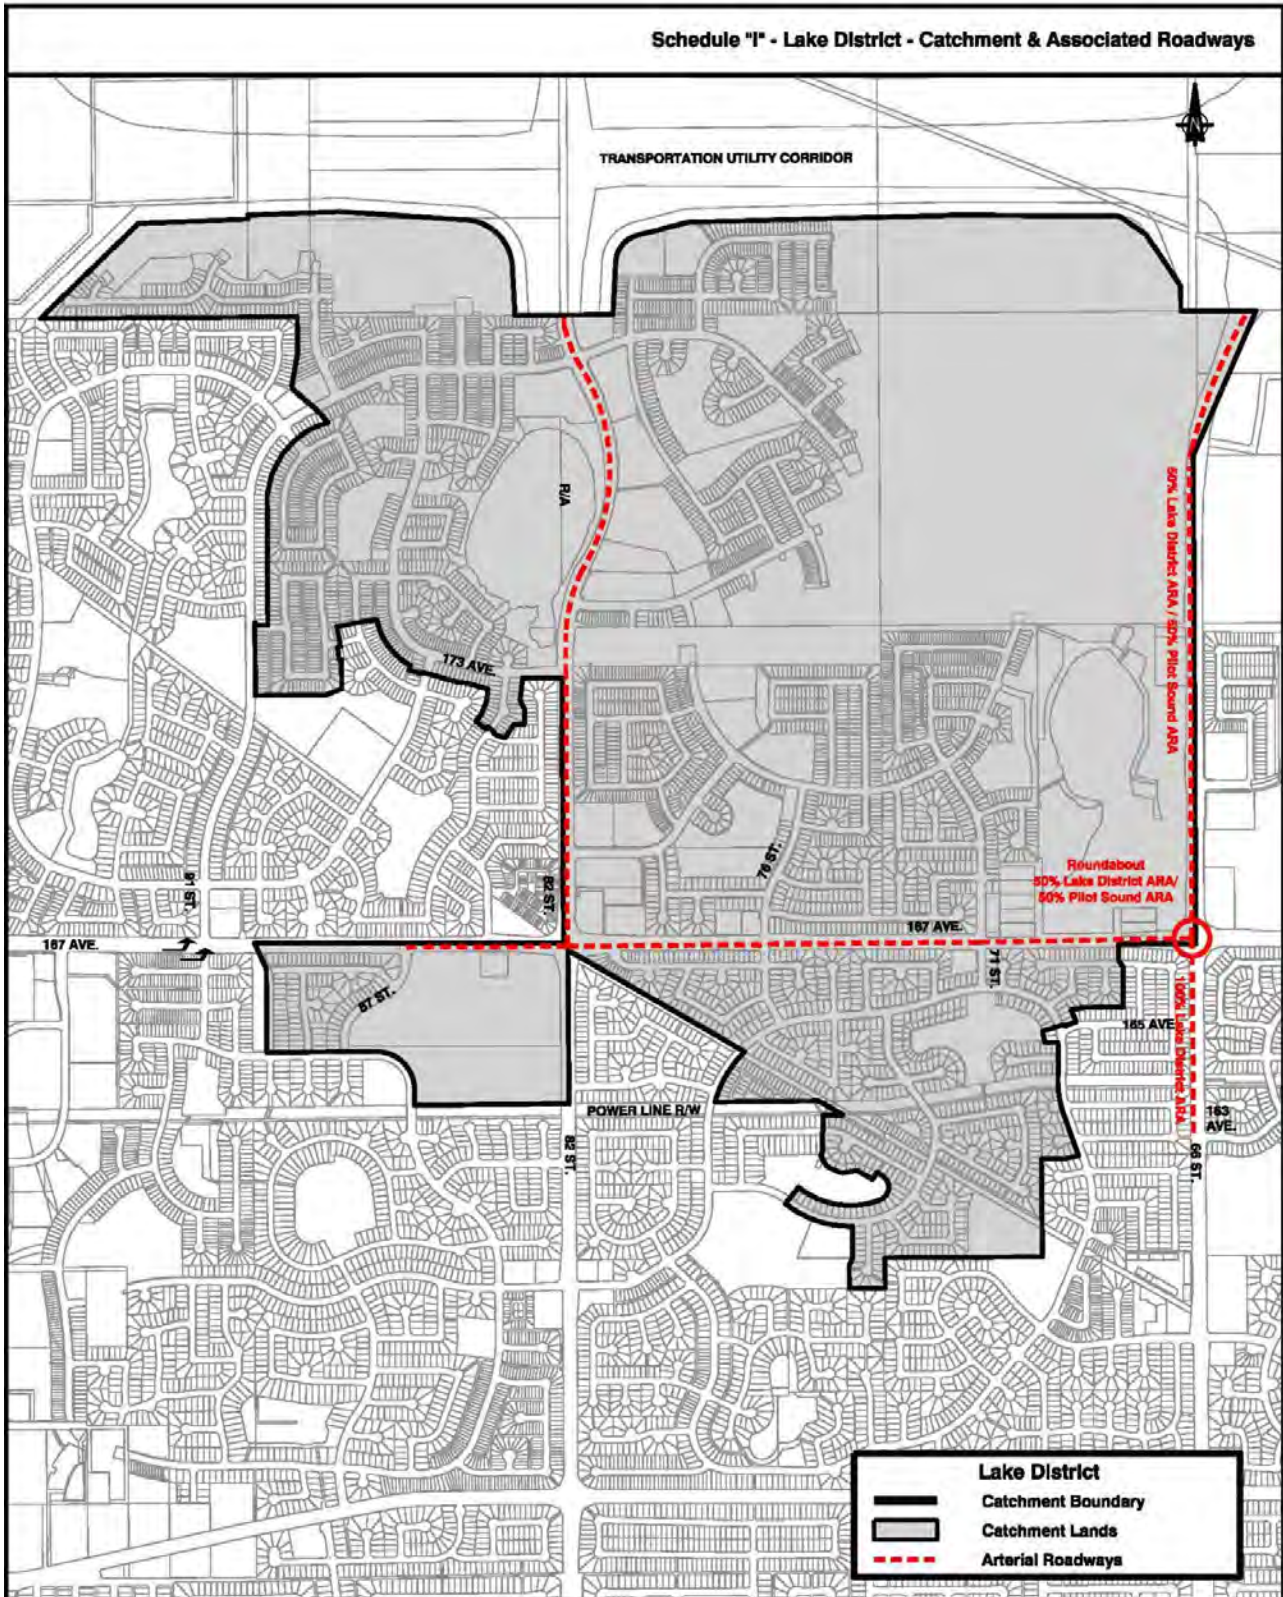 Schedule "I" - Lake District - Catchment & Associated Roadways
N
TRANSPORTATION UTILITY CORRIDOR
R/A
50% Lake District ARA / 50% Pilot Sound ARA
173 AVE.
76 ST.
91 ST.
82 ST.
Roundabout
50% Lake District ARA/
50% Pilot Sound ARA
167 AVE.
167 AVE.
71 ST.
87 ST.
100% Lake District ARA
165 AVE.
POWER LINE R/W
163
AVE.
82 ST.
66 ST.
Lake District
Catchment Boundary
Catchment Lands
Arterial Roadways